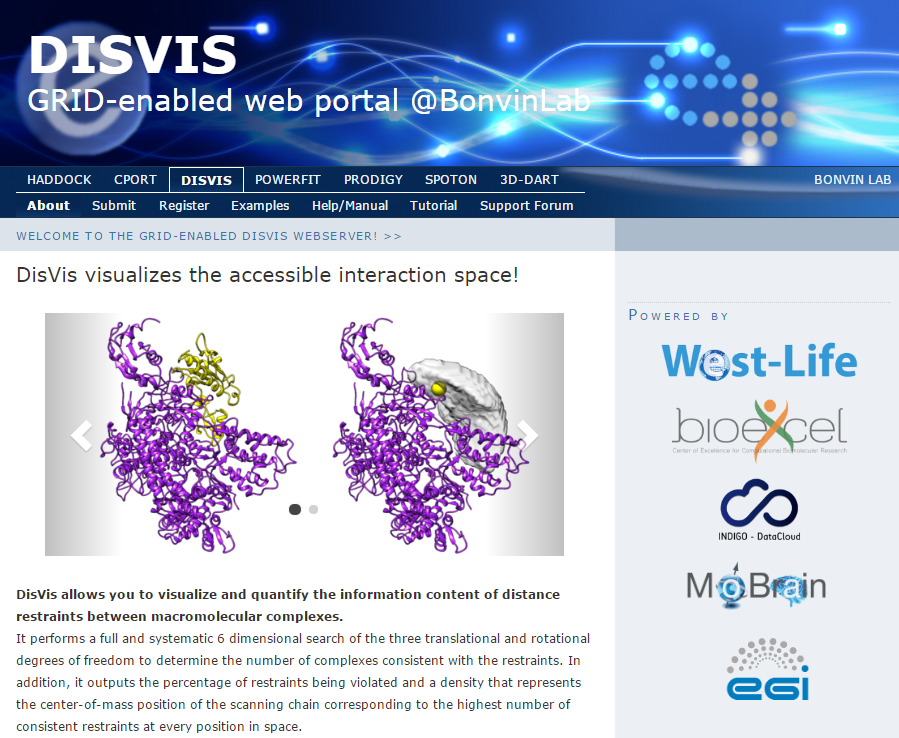 DISVIS
GRID-enabled web portal @BonvinLab
HADDOCK CPORT DISVIS POWERFIT PRODIGY SPOTON 3D-DART BONVIN LAB
About Submit Register Examples Help/Manual Tutorial Support Forum
WELCOME TO THE GRID-ENABLED DISVIS WEBSERVER! >>
DisVis visualizes the accessible interaction space!
DisVis allows you to visualize and quantify the information content of distance
restraints between macromolecular complexes.
It performs a full and systematic 6 dimensional search of the three translational and rotational
degrees of freedom to determine the number of complexes consistent with the restraints. In
addition, it outputs the percentage of restraints being violated and a density that represents
the center-of-mass position of the scanning chain corresponding to the highest number of
consistent restraints at every position in space.
POWERED BY
West-Life
bioexcel
Center of Excellence for Computational Biomolecular Research
INDIGO - DataCloud
MoBrain
egi